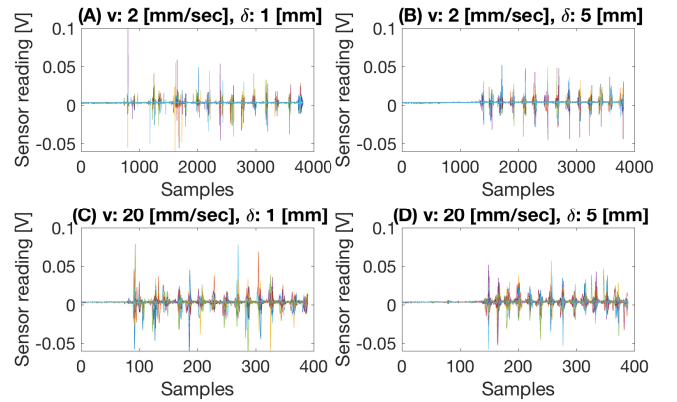 (A) v: 2 [mm/sec], δ: 1 [mm]
(B) v: 2 [mm/sec], δ: 5 [mm]
Sensor reading [V]
0.1
0.05
0
-0.05
0 1000 2000 3000 4000
Samples
Sensor reading [V]
0.1
0.05
0
-0.05
0 1000 2000 3000 4000
Samples
(C) v: 20 [mm/sec], δ: 1 [mm]
(D) v: 20 [mm/sec], δ: 5 [mm]
Sensor reading [V]
0.1
0.05
0
-0.05
0 100 200 300 400
Samples
Sensor reading [V]
0.1
0.05
0
-0.05
0 100 200 300 400
Samples